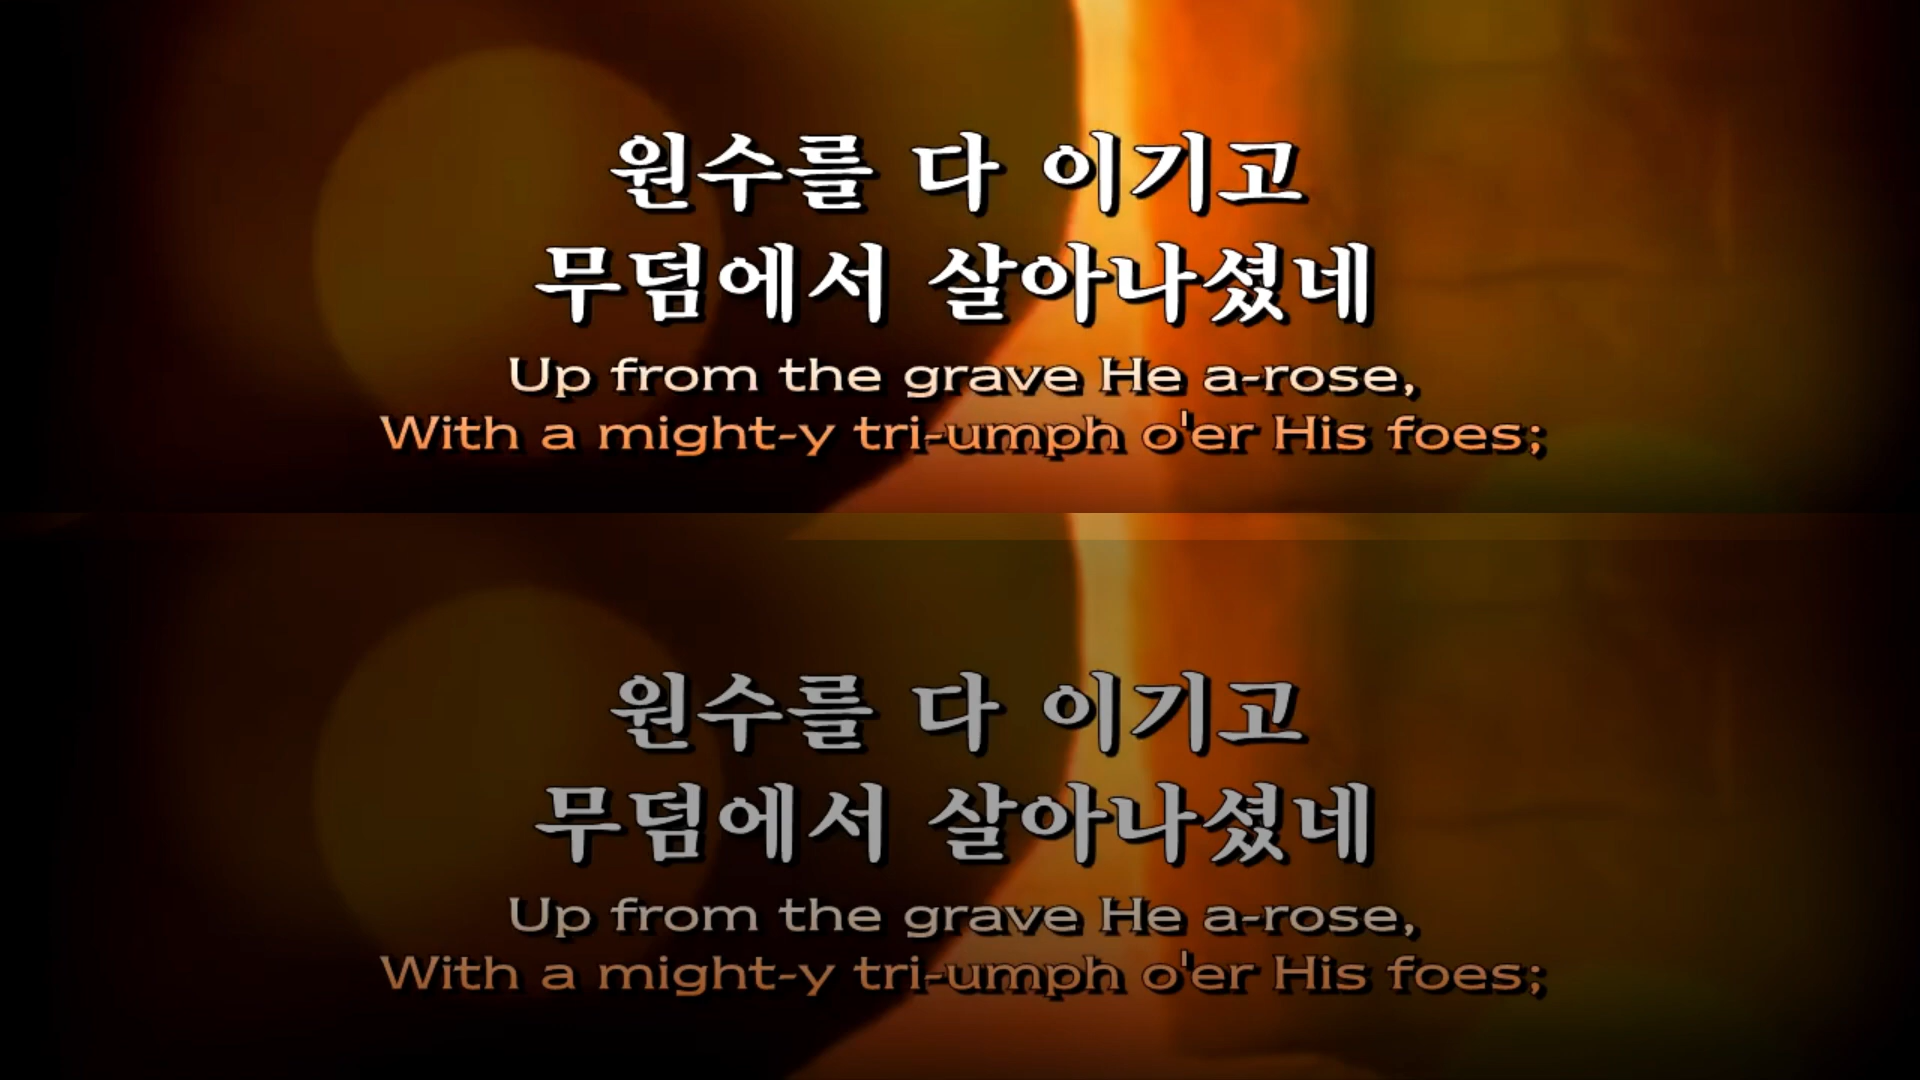 원수를 다 이기고
무덤에서 살아나셨네
Up from the grave He a-rose,
With a might-y tri-umph o'er His foes;
원수를 다 이기고
무덤에서 살아나셨네
Up from the grave He a-rose,
With a might-y tri-umph o'er His foes;